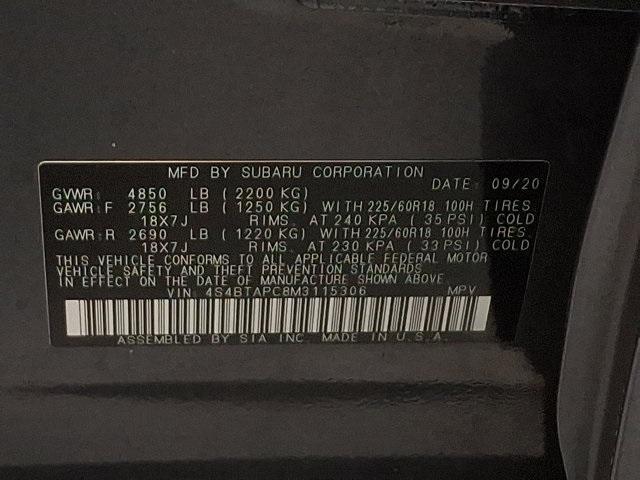 MFD BY SUBARU CORPORATION
DATE: 09/20
GVWR: 4850 LB (2200 KG)
GAWR:F 2756 LB (1250 KG) WITH 225/60R18 100H TIRES
18X7J RIMS. AT 240 KPA (35 PSI) COLD
GAWR:R 2690 LB (1220 KG) WITH 225/60R18 100H TIRES
18X7J RIMS. AT 230 KPA (33 PSI) COLD
THIS VEHICLE CONFORMS TO ALL APPLICABLE FEDERAL MOTOR
VEHICLE SAFETY AND THEFT PREVENTION STANDARDS
IN EFFECT ON THE DATE OF MANUFACTURE SHOWN ABOVE.
VIN: 4S4BTAPC8M3115306 MPV
ASSEMBLED BY SIA INC. MADE IN U.S.A.